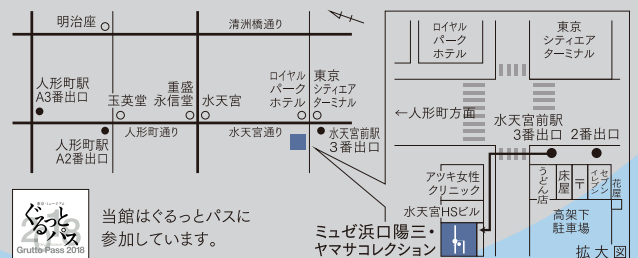 明治座
清洲橋通り
人形町駅
A3番出口
玉英堂
重盛
永信堂
水天宮
ロイヤル
パーク
ホテル
東京
シティエア
ターミナル
人形町駅
A2番出口
人形町通り
水天宮通り
水天宮前駅
3番出口
ぐるっと
パス
2018
Grutto Pass 2018
当館はぐるっとパスに
参加しています。
ロイヤル
パーク
ホテル
東京
シティエア
ターミナル
←人形町方面
水天宮前駅
3番出口
2番出口
アツキ女性
クリニック
水天宮HSビル
ミュゼ浜口陽三・
ヤマサコレクション
うどん店
床屋
〒
セブン
イレブン
花屋
高架下
駐車場
拡大図